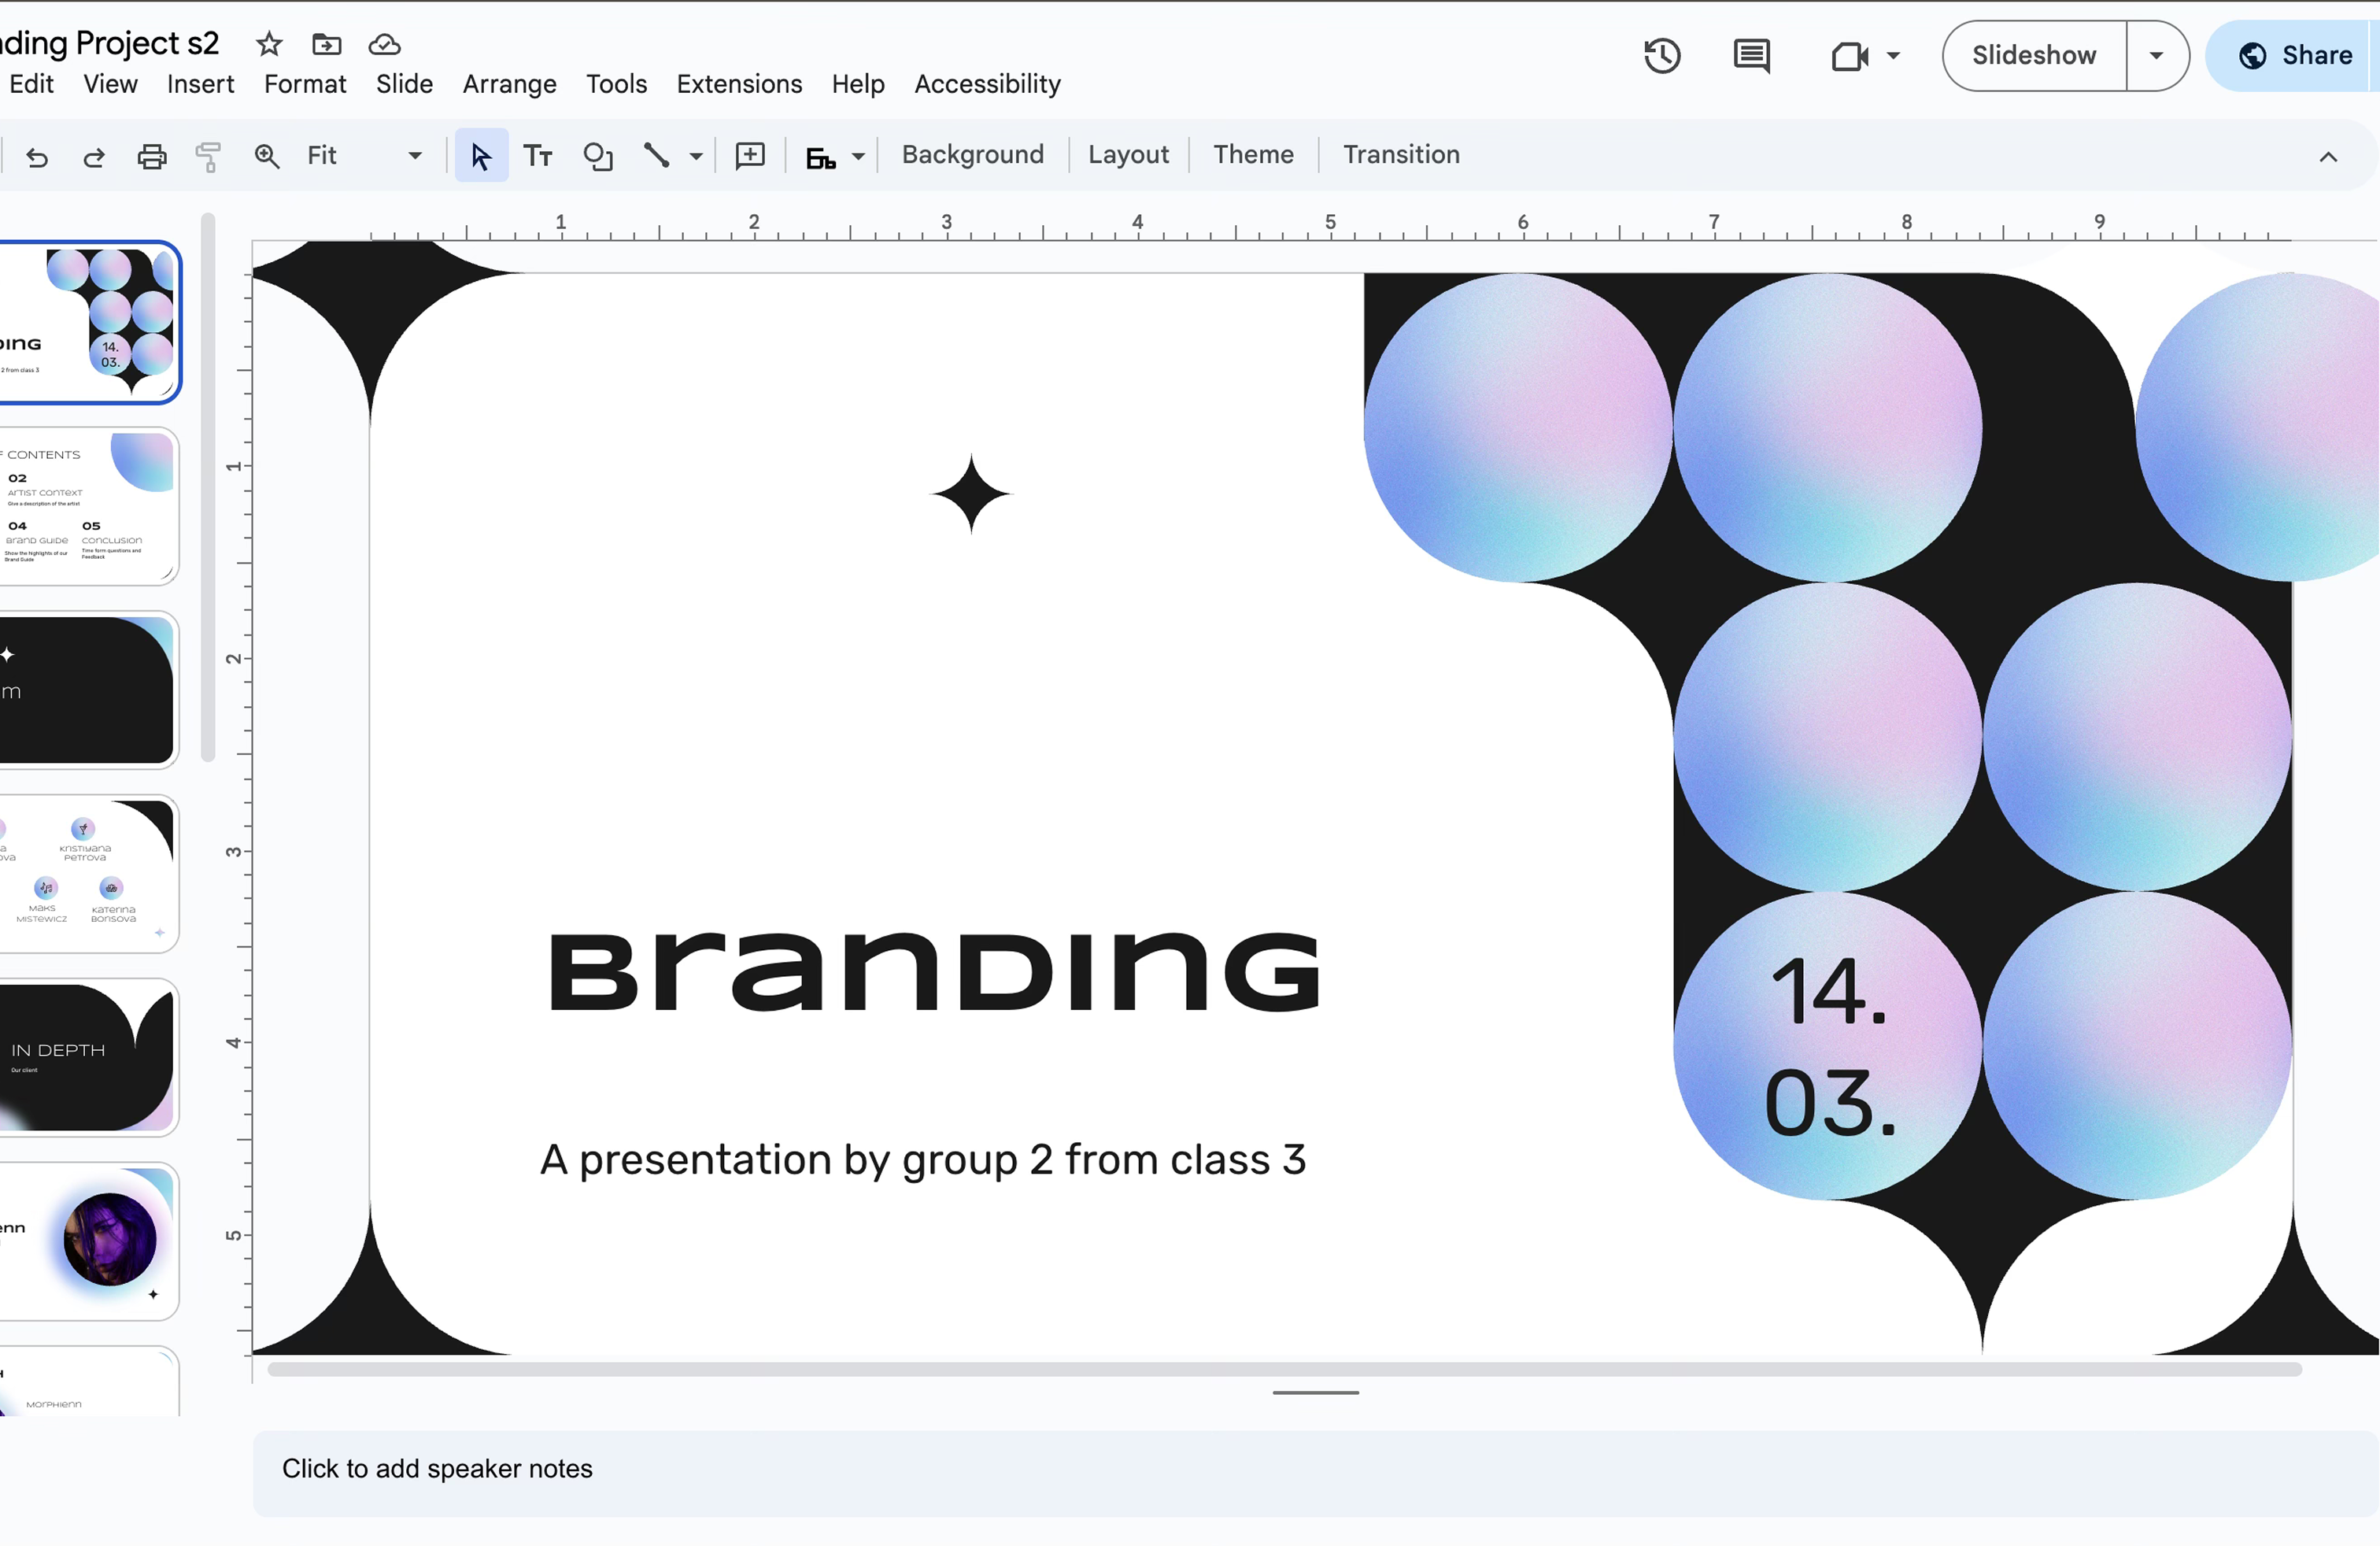 ding Project s2
Edit View Insert Format Slide Arrange Tools Extensions Help Accessibility
Slideshow
Share
Fit
Background Layout Theme Transition
1 2 3 4 5 6 7 8 9
1
2
3
4
5
DING
14.
03.
2 from class 3
CONTENTS
02
Artist Context
Give a description of the artist
04
Brand Guide
Show the highlights of our
Brand Guide
05
Conclusion
Time form questions and
Feedback
m
Kristiyana
Petrova
Maks
Mistewicz
Katerina
Borisova
IN DEPTH
Our client
enn
Morphienn
BranDInG
A presentation by group 2 from class 3
14.
03.
Click to add speaker notes